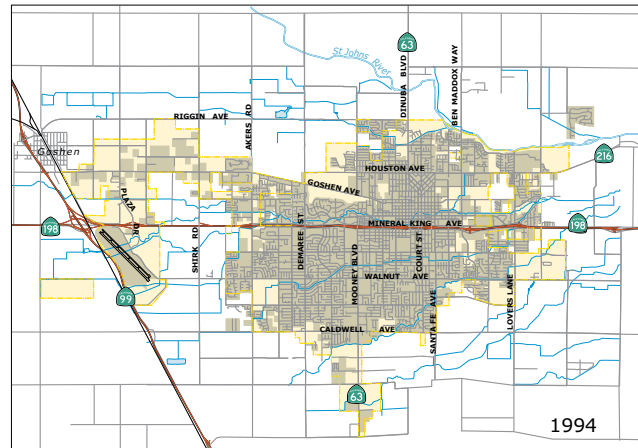 63
St Johns River
DINUBA BLVD
BEN MADDOX WAY
RIGGIN AVE
AKERS RD
Goshen
216
HOUSTON AVE
GOSHEN AVE
PLAZA DR
198
MINERAL KING AVE
198
SHIRK RD
DEMAREE ST
MOONEY BLVD
COURT ST
WALNUT AVE
99
SANTA FE AVE
LOVERS LANE
CALDWELL AVE
63
1994